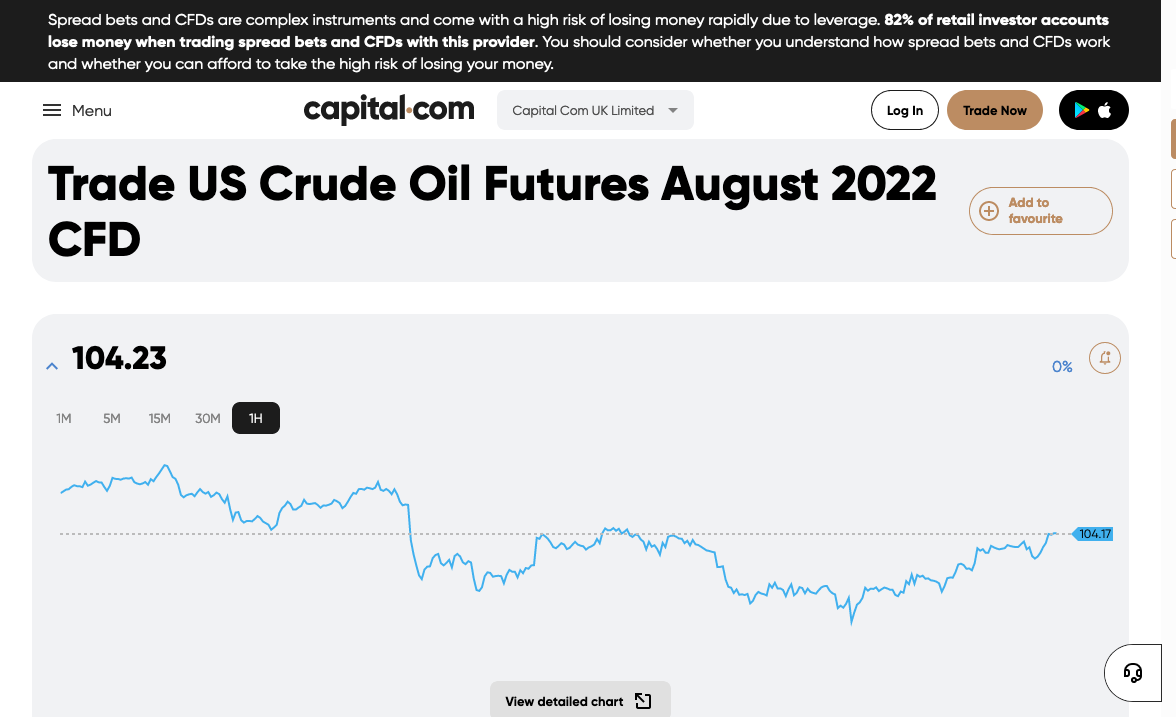 Spread bets and CFDs are complex instruments and come with a high risk of losing money rapidly due to leverage. 82% of retail investor accounts
lose money when trading spread bets and CFDs with this provider. You should consider whether you understand how spread bets and CFDs work
and whether you can afford to take the high risk of losing your money.
Menu
capital.com
Capital Com UK Limited
Log In
Trade Now
Trade US Crude Oil Futures August 2022
CFD
Add to
favourite
104.23
0%
1M
5M
15M
30M
1H
104.17
View detailed chart